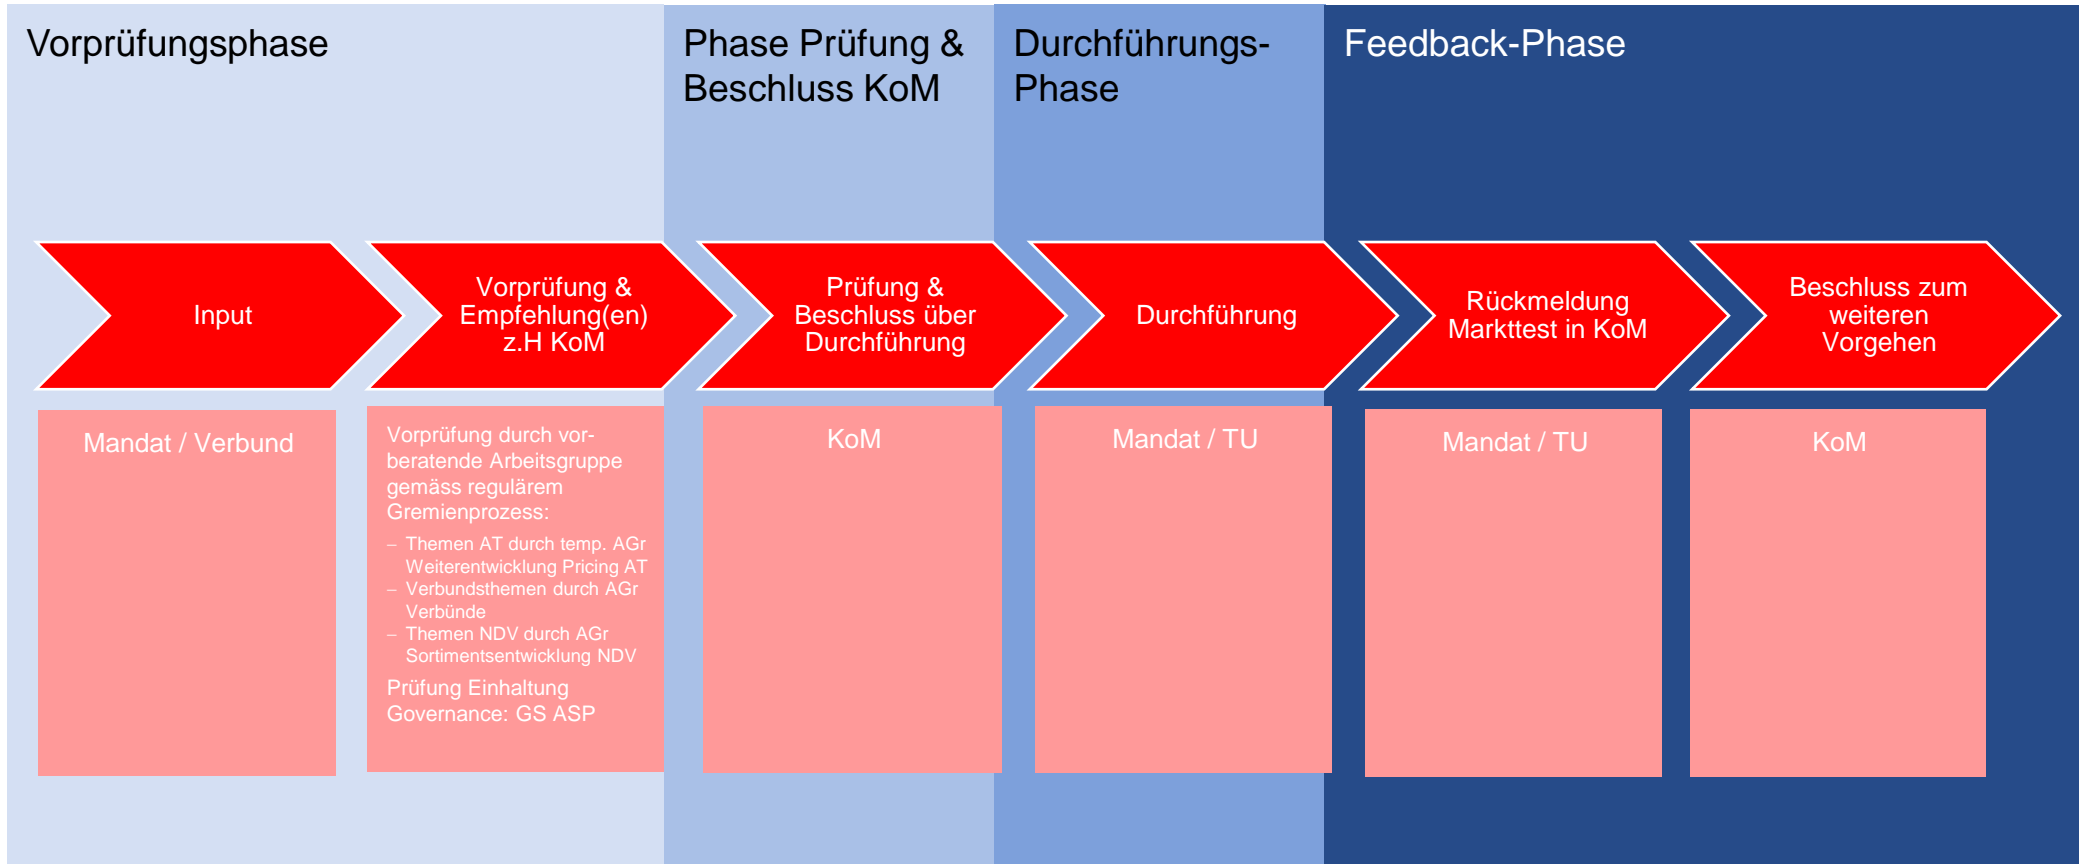 Vorprüfungsphase
Phase Prüfung &
Beschluss KoM
Durchführungs-
Phase
Feedback-Phase
Input
Vorprüfung &
Empfehlung(en)
z.H KoM
Prüfung &
Beschluss über
Durchführung
Durchführung
Rückmeldung
Markttest in KoM
Beschluss zum
weiteren
Vorgehen
Mandat / Verbund
Vorprüfung durch vor-
beratende Arbeitsgruppe
gemäss regulärem
Gremienprozess:
– Themen AT durch temp. AGr
Weiterentwicklung Pricing AT
– Verbundsthemen durch AGr
Verbünde
– Themen NDV durch AGr
Sortimentsentwicklung NDV
Prüfung Einhaltung
Governance: GS ASP
KoM
Mandat / TU
Mandat / TU
KoM